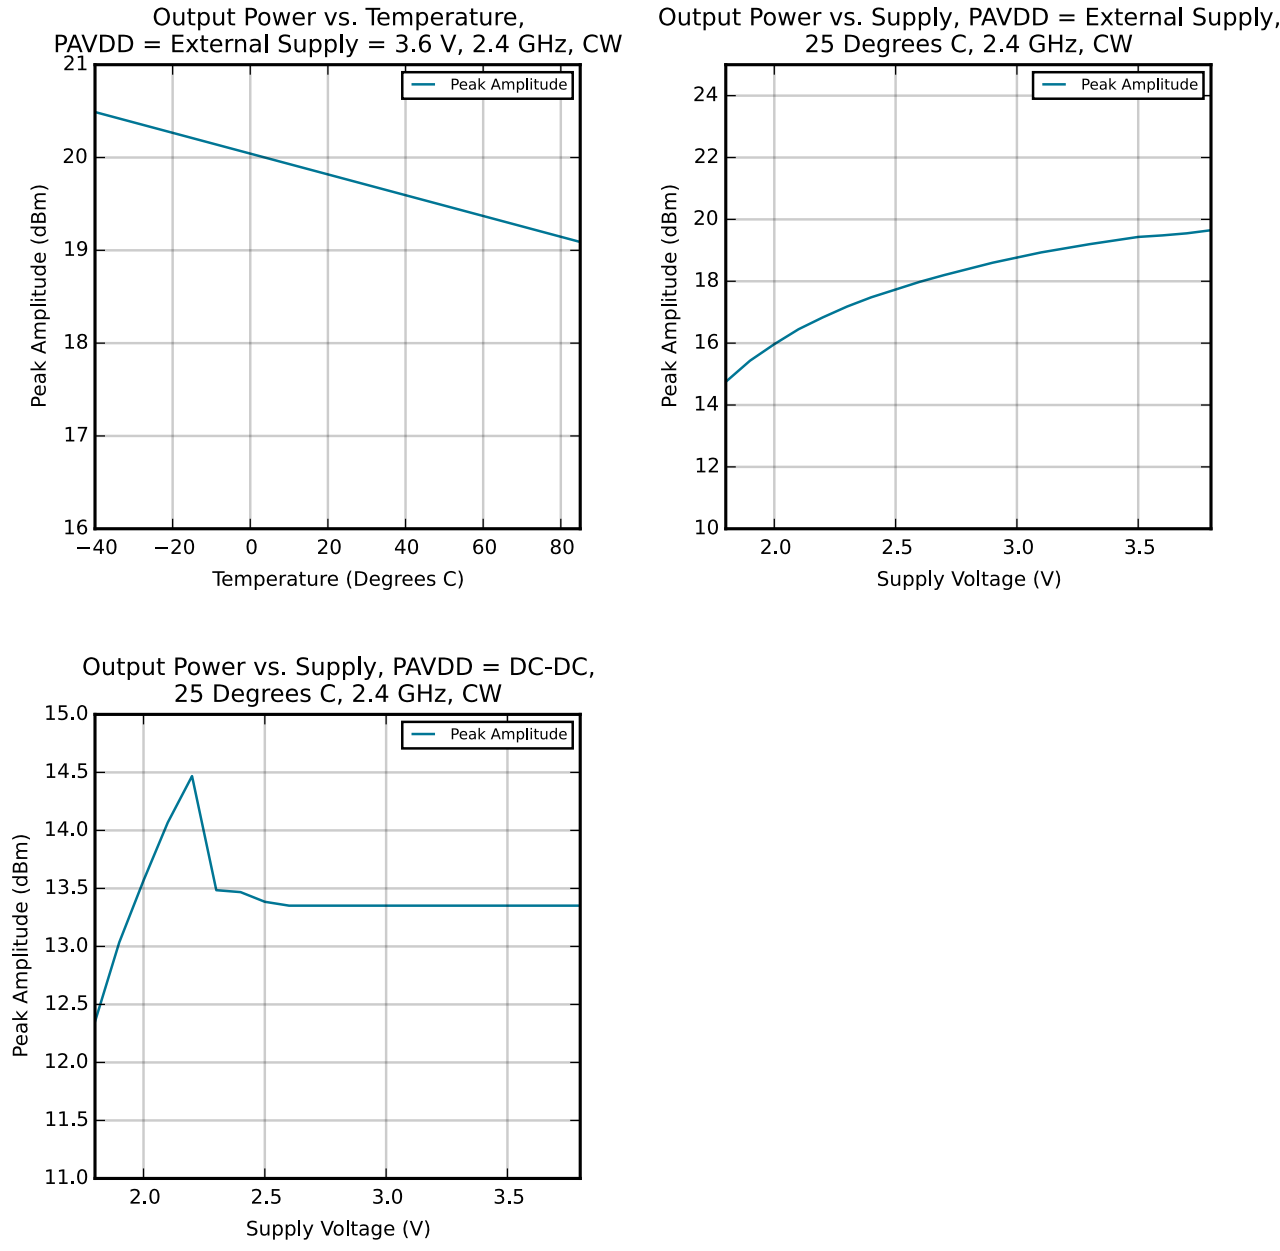 Output Power vs. Temperature,
PAVDD = External Supply = 3.6 V, 2.4 GHz, CW
Peak Amplitude
21
20
19
18
17
16
Peak Amplitude (dBm)
−40 −20 0 20 40 60 80
Temperature (Degrees C)
Output Power vs. Supply, PAVDD = External Supply,
25 Degrees C, 2.4 GHz, CW
Peak Amplitude
24
22
20
18
16
14
12
10
Peak Amplitude (dBm)
2.0 2.5 3.0 3.5
Supply Voltage (V)
Output Power vs. Supply, PAVDD = DC-DC,
25 Degrees C, 2.4 GHz, CW
Peak Amplitude
15.0
14.5
14.0
13.5
13.0
12.5
12.0
11.5
11.0
Peak Amplitude (dBm)
2.0 2.5 3.0 3.5
Supply Voltage (V)